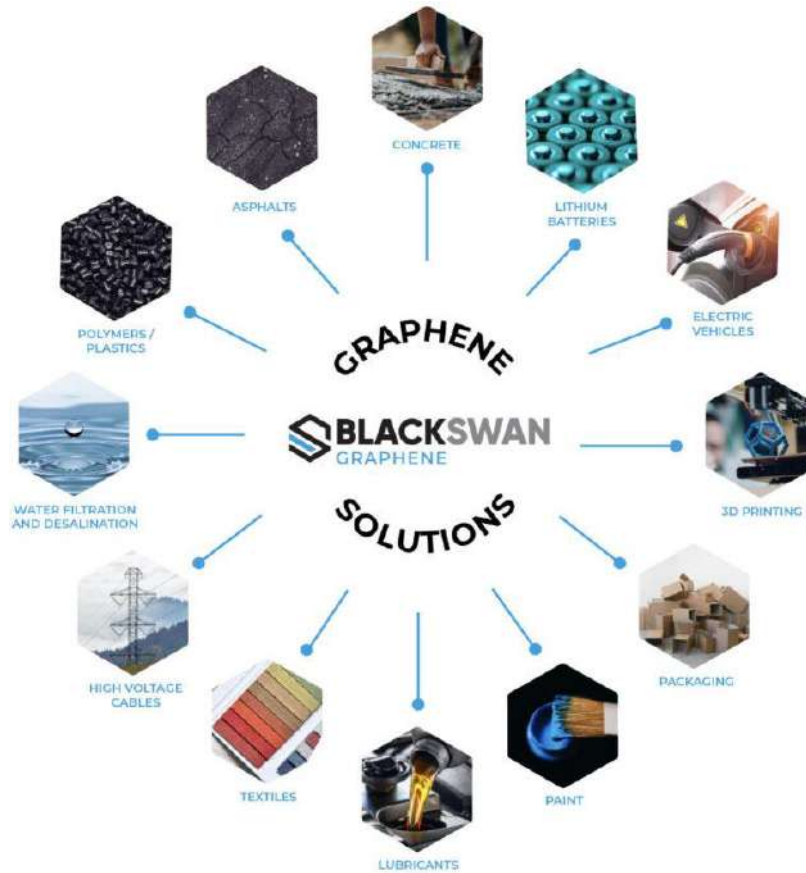 CONCRETE
ASPHALTS
LITHIUM
BATTERIES
POLYMERS /
PLASTICS
ELECTRIC
VEHICLES
GRAPHENE
BLACKSWAN
GRAPHENE
SOLUTIONS
WATER FILTRATION
AND DESALINATION
3D PRINTING
HIGH VOLTAGE
CABLES
PACKAGING
TEXTILES
PAINT
LUBRICANTS